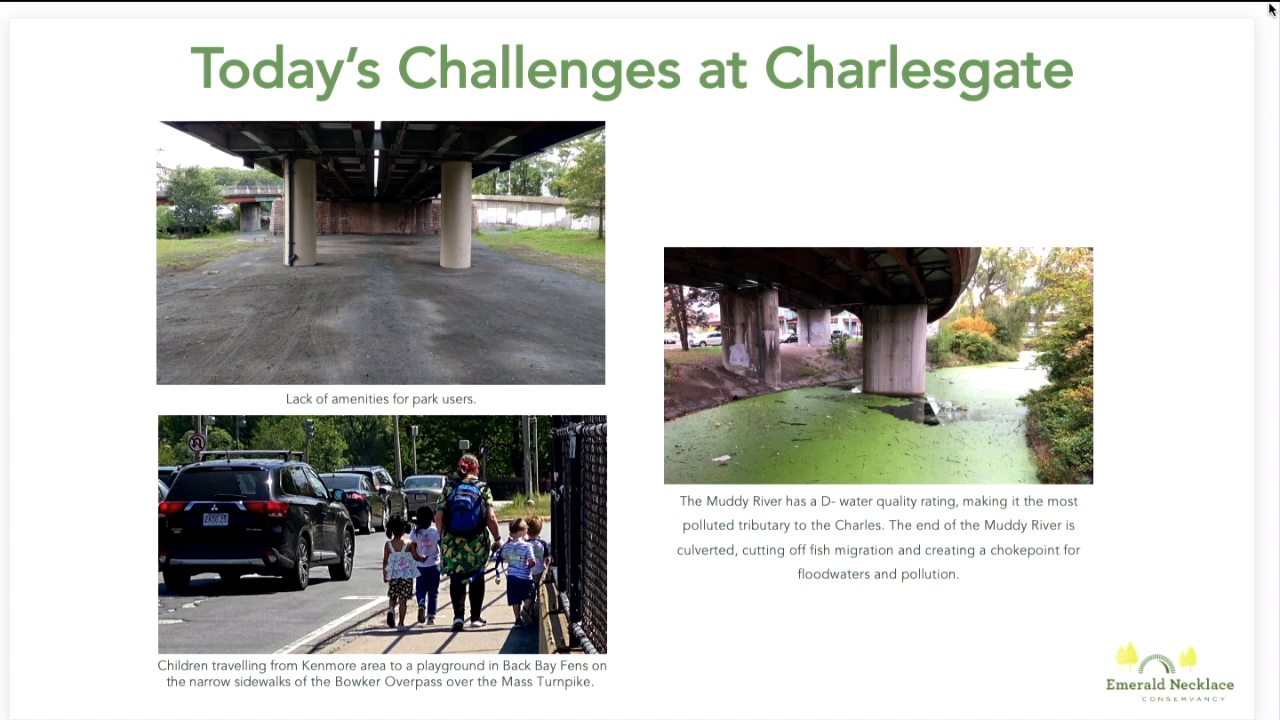 Today's Challenges at Charlesgate
Lack of amenities for park users.
Children travelling from Kenmore area to a playground in Back Bay Fens on
the narrow sidewalks of the Bowker Overpass over the Mass Turnpike.
The Muddy River has a D- water quality rating, making it the most
polluted tributary to the Charles. The end of the Muddy River is
culverted, cutting off fish migration and creating a chokepoint for
floodwaters and pollution.
Emerald Necklace
CONSERVANCY